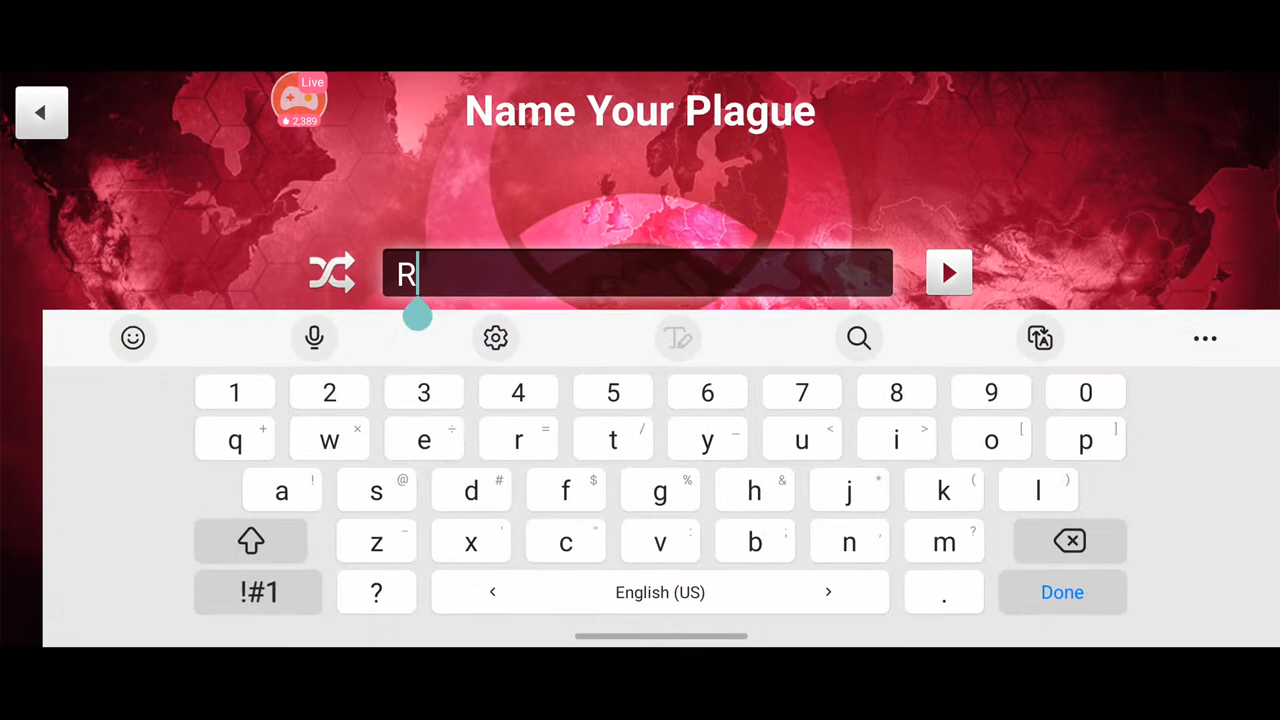 Live
2,389
Name Your Plague
R
1 2 3 4 5 6 7 8 9 0
q + w × e ÷ r = t / y _ u < i > o [ p ]
a ! s @ d # f $ g % h & j * k ( l )
z - x ' c " v : b ; n , m ?
!#1 ? < English (US) > . Done